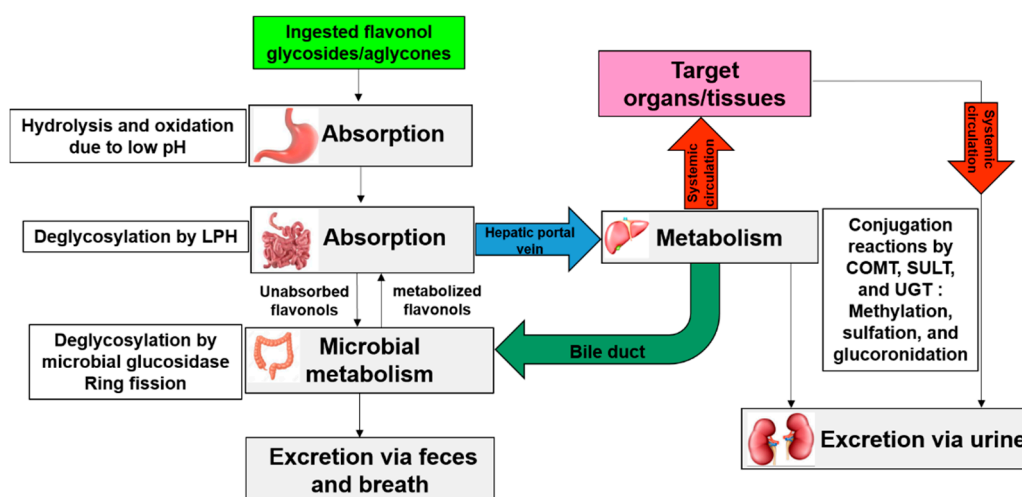 Ingested flavonol
glycosides/aglycones
Hydrolysis and oxidation
due to low pH
Absorption
Target
organs/tissues
Systemic
circulation
Systemic
circulation
Deglycosylation by LPH
Absorption
Hepatic portal
vein
Metabolism
Conjugation
reactions by
COMT, SULT,
and UGT :
Methylation,
sulfation, and
glucoronidation
Unabsorbed
flavonols
metabolized
flavonols
Deglycosylation by
microbial glucosidase
Ring fission
Microbial
metabolism
Bile duct
Excretion via feces
and breath
Excretion via urine